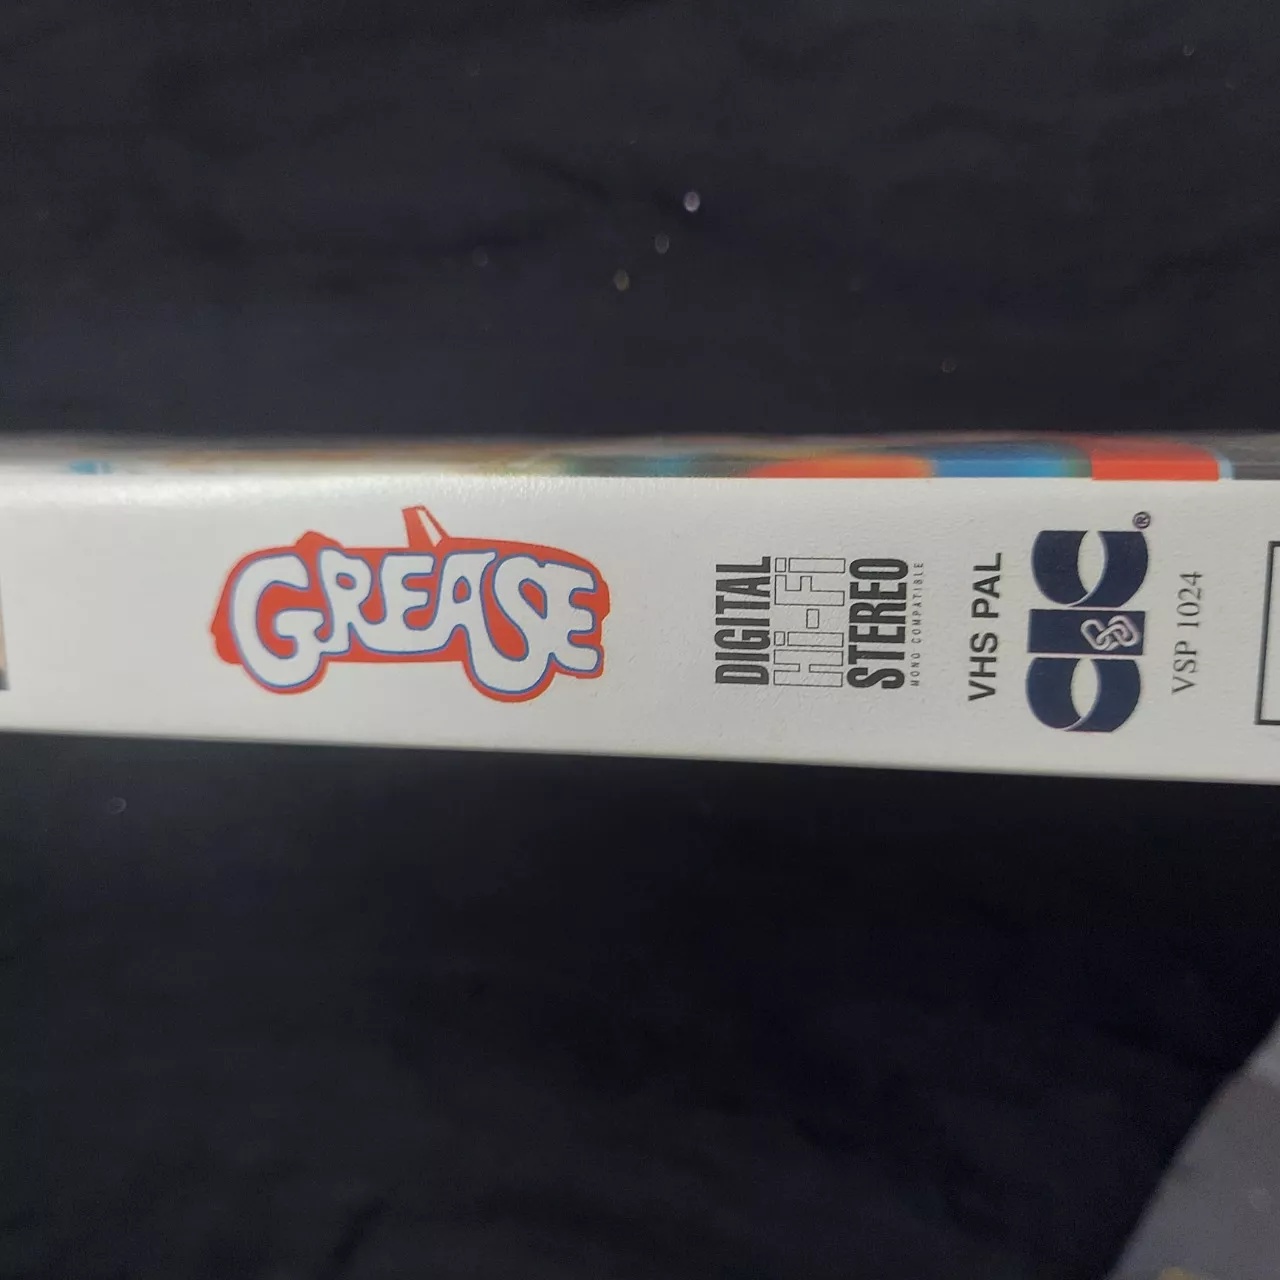 GREASE
DIGITAL
Hi-Fi
STEREO
MONO COMPATIBLE
VHS PAL
CIC®
VSP 1024